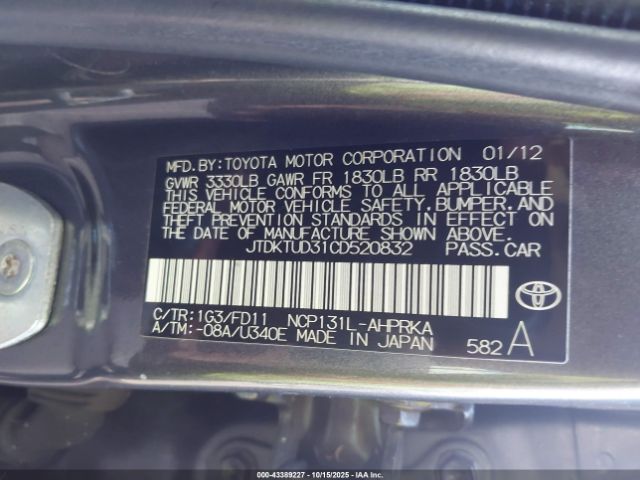 MFD.BY:TOYOTA MOTOR CORPORATION 01/12
GVWR 3330LB GAWR FR 1830LB RR 1830LB
THIS VEHICLE CONFORMS TO ALL APPLICABLE
FEDERAL MOTOR VEHICLE SAFETY,BUMPER,AND
THEFT PREVENTION STANDARDS IN EFFECT ON
THE DATE OF MANUFACTURE SHOWN ABOVE.
JTDKTUD31CD520832 PASS.CAR
C/TR:1G3/FD11 NCP131L-AHPRKA
A/TM:-08A/U340E MADE IN JAPAN
582 A
000-43389227 - 10/15/2025 - IAAI.COM